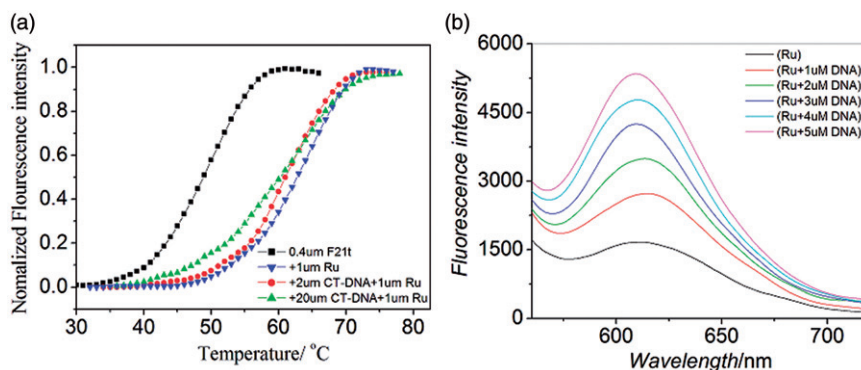 (a)
Nomalized Flourescence intensity
1.0
0.8
0.6
0.4
0.2
0.0
30 40 50 60 70 80
Temperature/ °C
0.4um F21t
+1um Ru
+2um CT-DNA+1um Ru
+20um CT-DNA+1um Ru
(b)
Fluorescence intensity
6000
4500
3000
1500
0
600 650 700
Wavelength/nm
(Ru)
(Ru+1uM DNA)
(Ru+2uM DNA)
(Ru+3uM DNA)
(Ru+4uM DNA)
(Ru+5uM DNA)